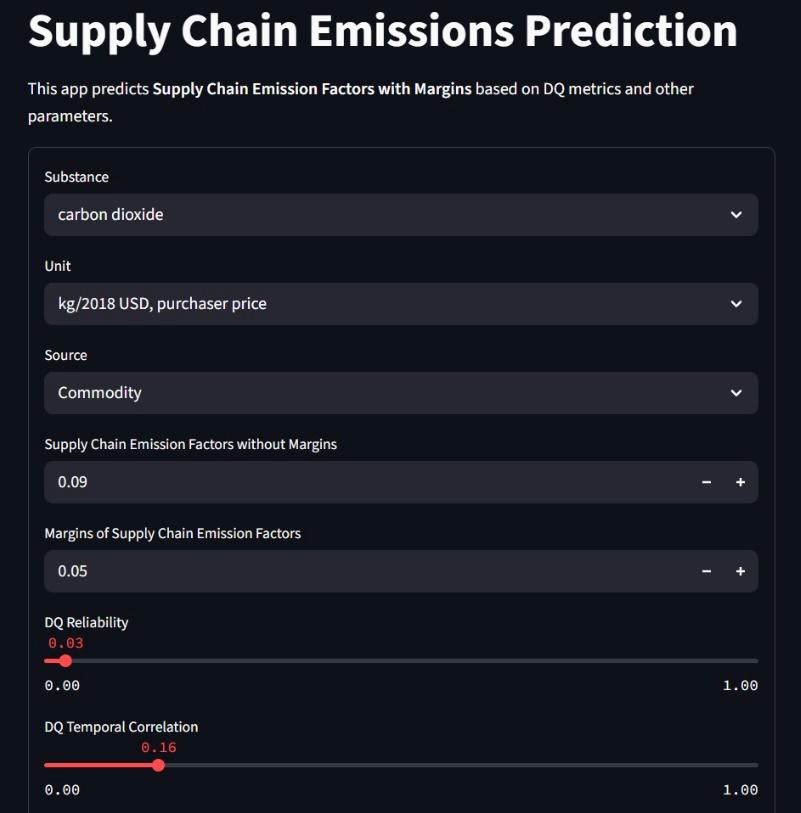 Supply Chain Emissions Prediction
This app predicts Supply Chain Emission Factors with Margins based on DQ metrics and other
parameters.
Substance
carbon dioxide
Unit
kg/2018 USD, purchaser price
Source
Commodity
Supply Chain Emission Factors without Margins
0.09
Margins of Supply Chain Emission Factors
0.05
DQ Reliability
0.03
0.00 1.00
DQ Temporal Correlation
0.16
0.00 1.00